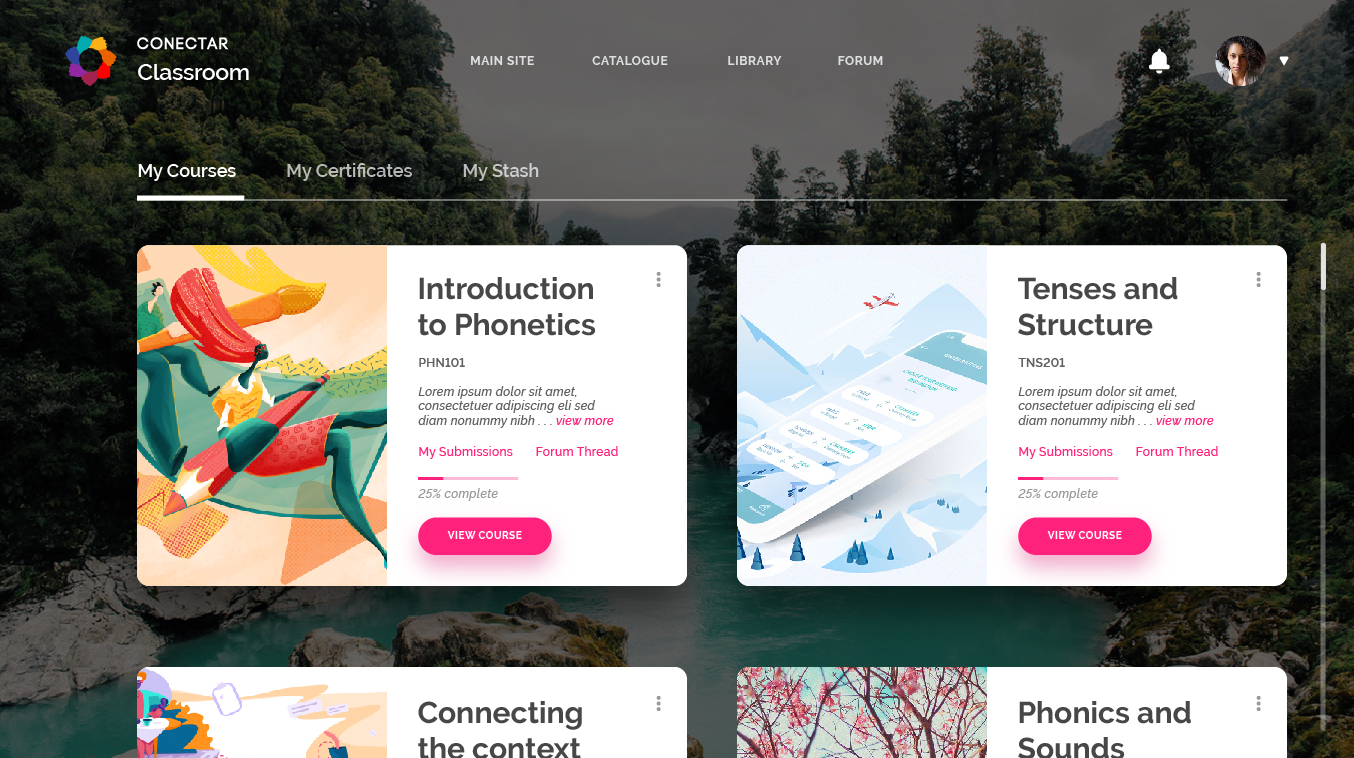 CONECTAR
Classroom
MAIN SITE
CATALOGUE
LIBRARY
FORUM
My Courses
My Certificates
My Stash
Introduction
to Phonetics
PHN101
Lorem ipsum dolor sit amet,
consectetuer adipiscing eli sed
diam nonummy nibh . . . view more
My Submissions
Forum Thread
25% complete
VIEW COURSE
Tenses and
Structure
TNS201
Lorem ipsum dolor sit amet,
consectetuer adipiscing eli sed
diam nonummy nibh . . . view more
My Submissions
Forum Thread
25% complete
VIEW COURSE
Connecting
the context
Phonics and
Sounds